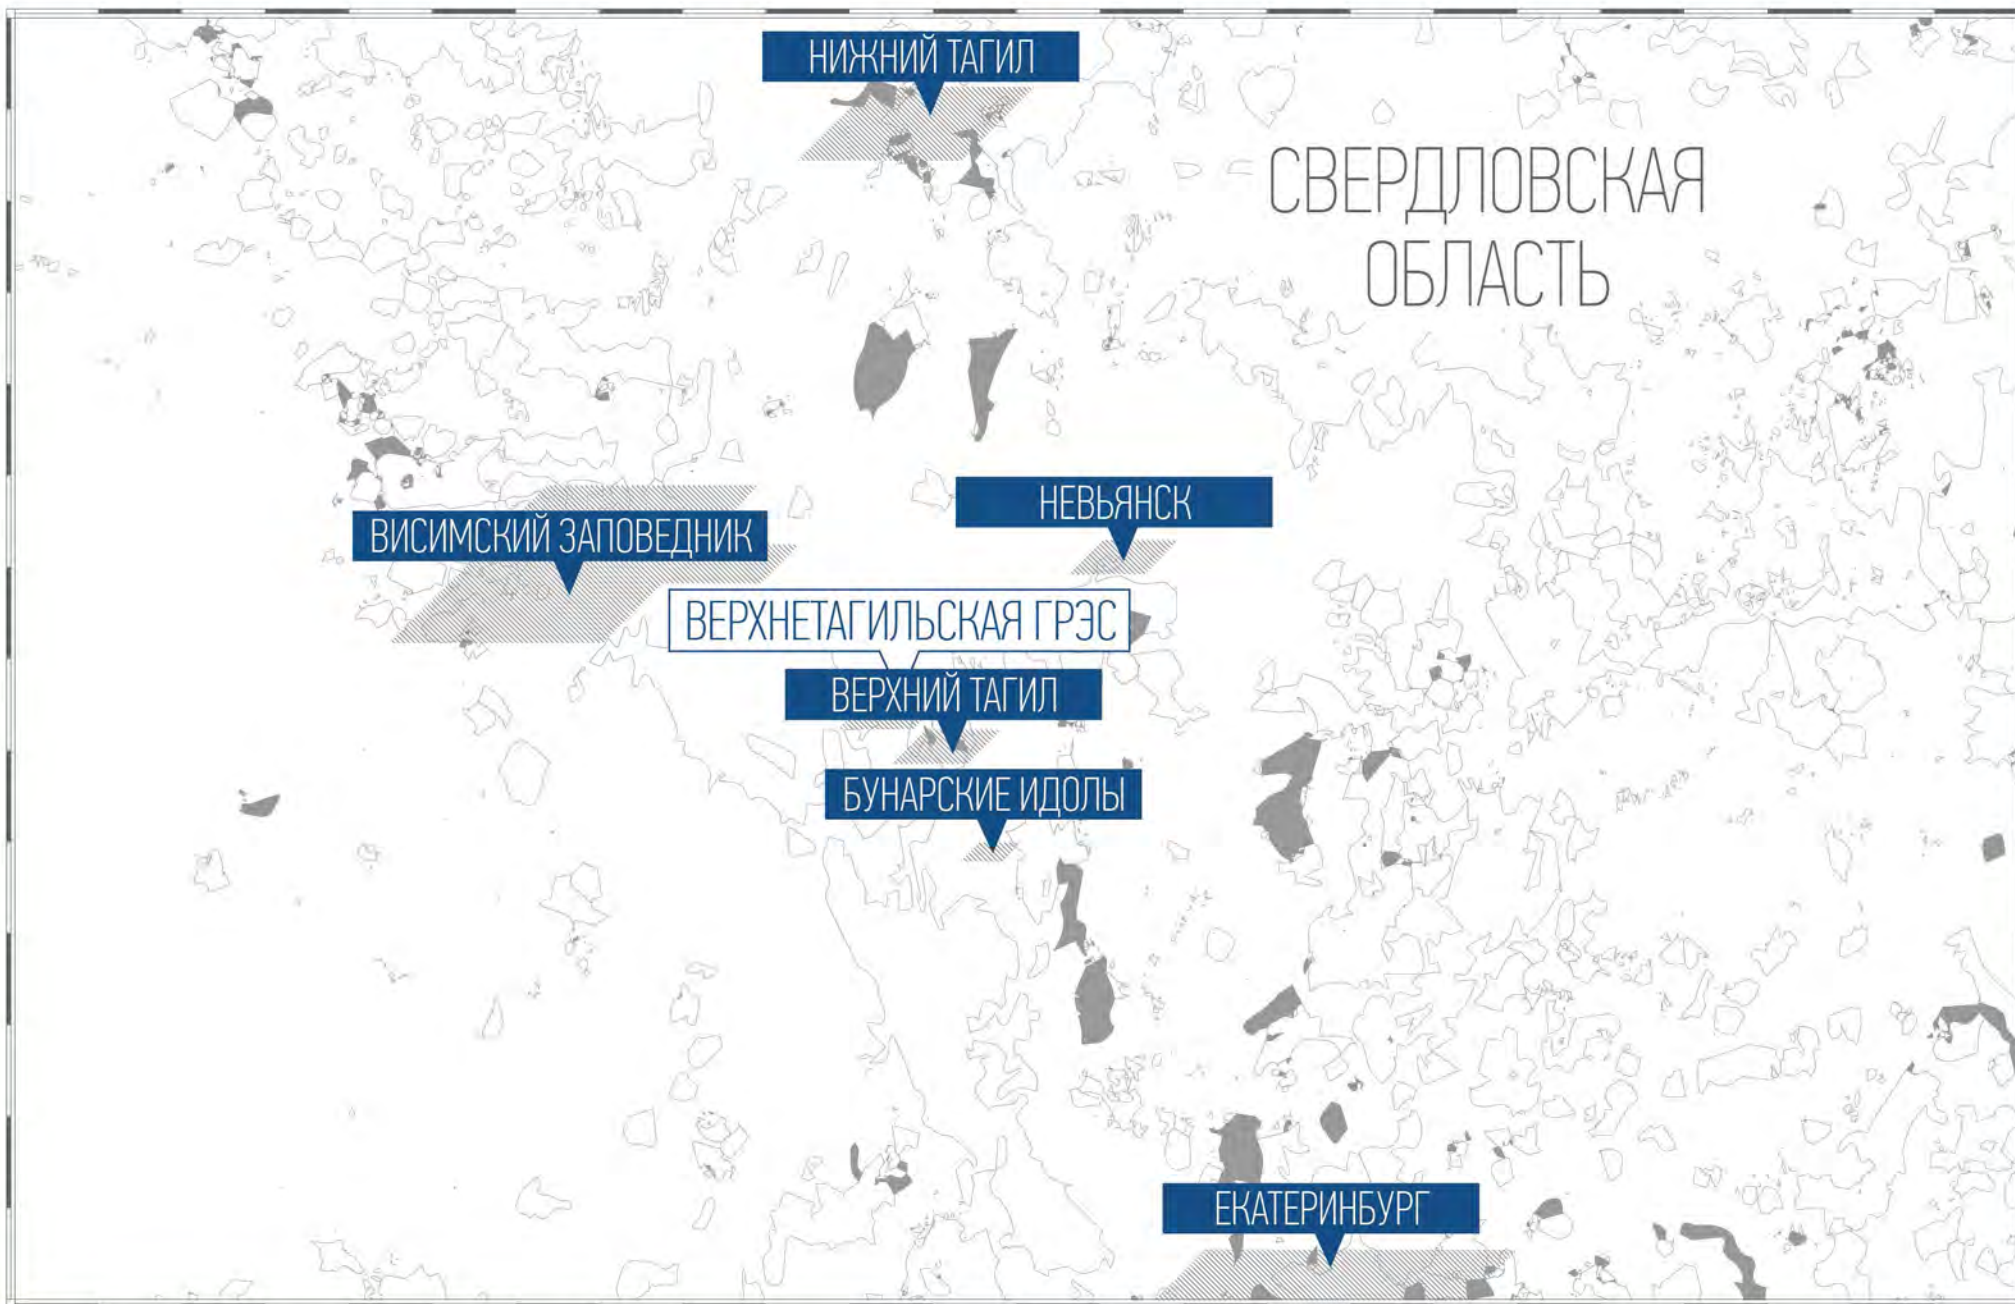 НИЖНИЙ ТАГИЛ
СВЕРДЛОВСКАЯ
ОБЛАСТЬ
НЕВЬЯНСК
ВИСИМСКИЙ ЗАПОВЕДНИК
ВЕРХНЕТАГИЛЬСКАЯ ГРЭС
ВЕРХНИЙ ТАГИЛ
БУНАРСКИЕ ИДОЛЫ
ЕКАТЕРИНБУРГ